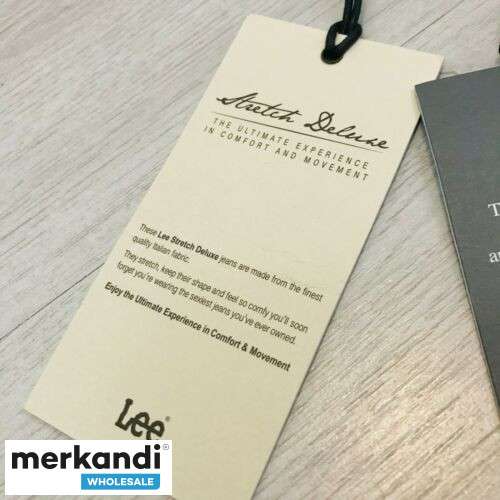 Stretch Deluxe
THE ULTIMATE EXPERIENCE
IN COMFORT AND MOVEMENT
These Lee Stretch Deluxe jeans are made from the finest
quality Italian fabric.
They stretch, keep their shape and feel so comfy you'll soon
forget you're wearing the sexiest jeans you've ever owned.
Enjoy the Ultimate Experience in Comfort & Movement
Lee®
merkandi
WHOLESALE